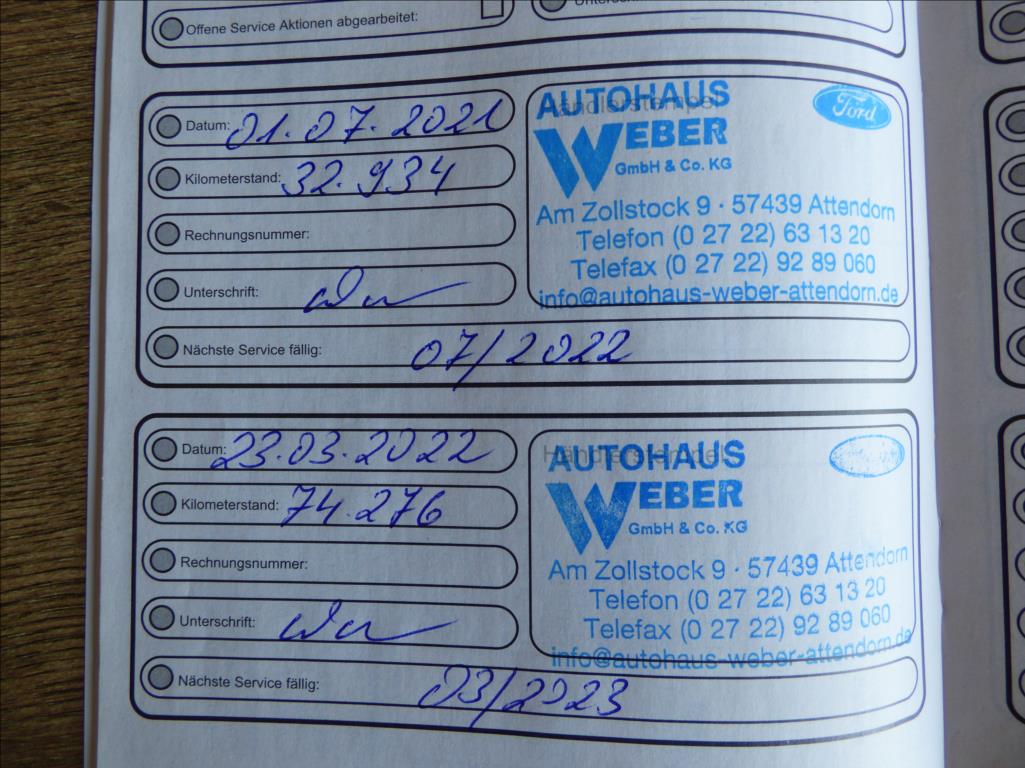 Offene Service Aktionen abgearbeitet:
Datum: 01.07.2021
Kilometerstand: 32.934
Rechnungsnummer:
Unterschrift:
Nächste Service fällig: 07/2022
Händlerstempel
AUTOHAUS
WEBER
GmbH & Co. KG
Ford
Am Zollstock 9 · 57439 Attendorn
Telefon (0 27 22) 63 13 20
Telefax (0 27 22) 92 89 060
info@autohaus-weber-attendorn.de
Datum: 23.03.2022
Kilometerstand: 74.276
Rechnungsnummer:
Unterschrift:
Nächste Service fällig: 03/2023
Händlerstempel
AUTOHAUS
WEBER
GmbH & Co. KG
Am Zollstock 9 · 57439 Attendorn
Telefon (0 27 22) 63 13 20
Telefax (0 27 22) 92 89 060
info@autohaus-weber-attendorn.de